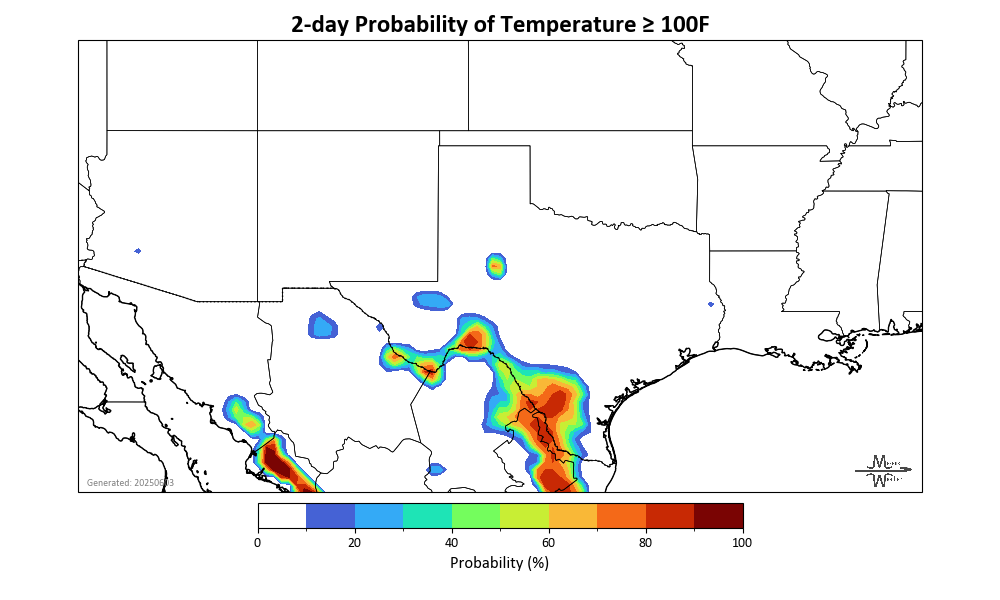 2-day Probability of Temperature ≥ 100F
Generated: 20250603
0 20 40 60 80 100
Probability (%)